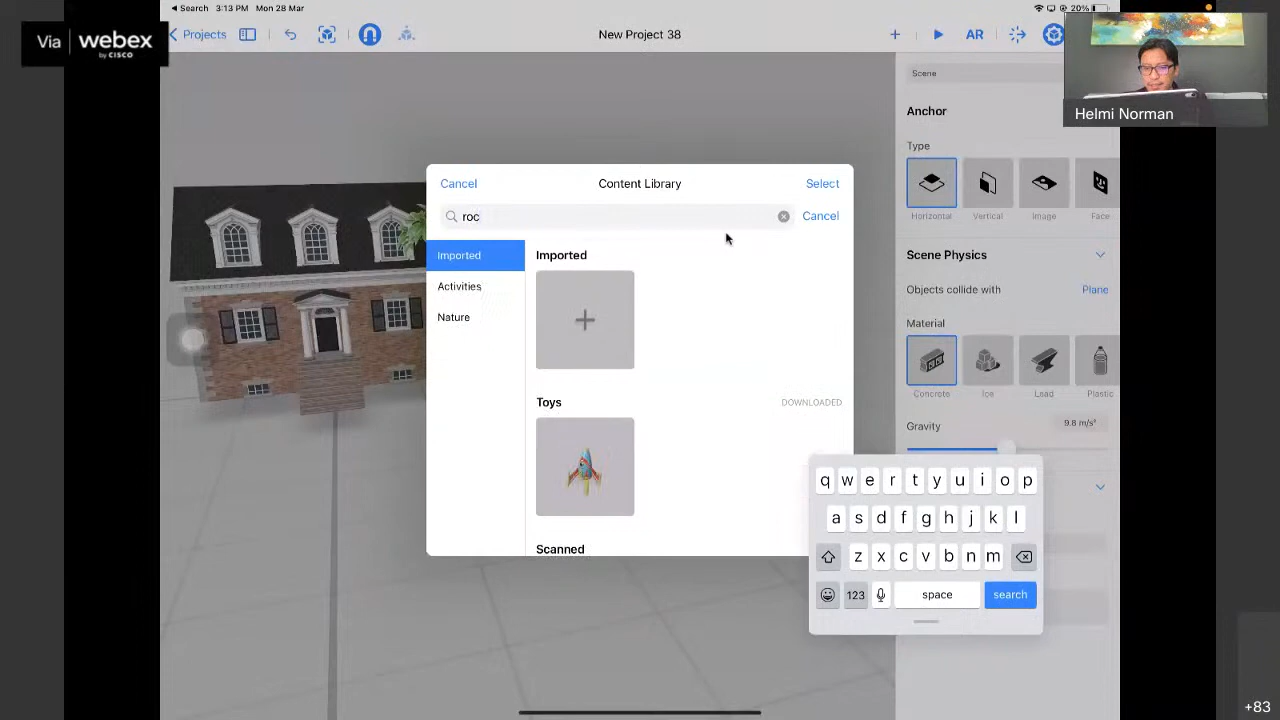 Search 3:13 PM Mon 28 Mar
20%
Via webex
by CISCO
Projects
New Project 38
AR
Helmi Norman
Scene
Anchor
Type
Horizontal Vertical Image Face
Scene Physics
Objects collide with Plane
Material
Concrete Ice Lead Plastic
Gravity 9.8 m/s²
Cancel Content Library Select
roc
Cancel
Imported
Activities
Nature
Imported
Toys DOWNLOADED
Scanned
q w e r t y u i o p
a s d f g h j k l
z x c v b n m
123 space search
+83